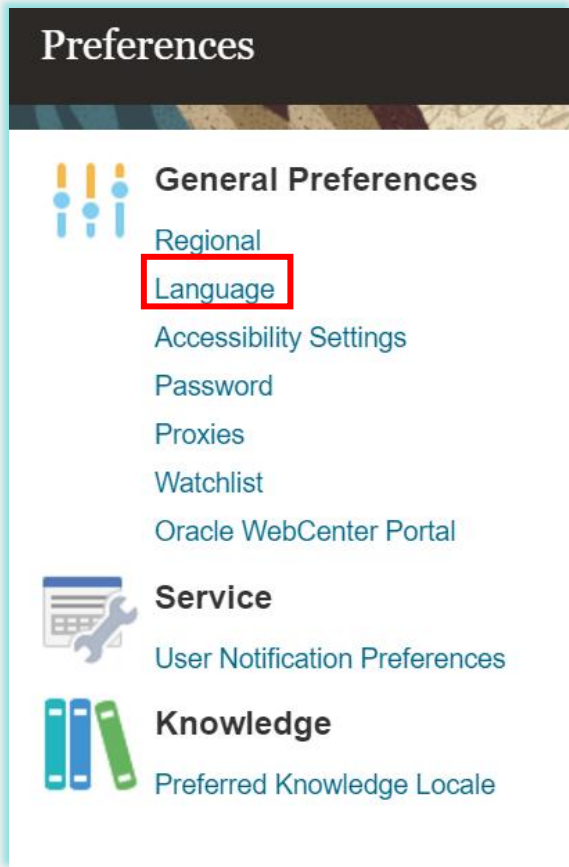 Preferences
General Preferences
Regional
Language
Accessibility Settings
Password
Proxies
Watchlist
Oracle WebCenter Portal
Service
User Notification Preferences
Knowledge
Preferred Knowledge Locale